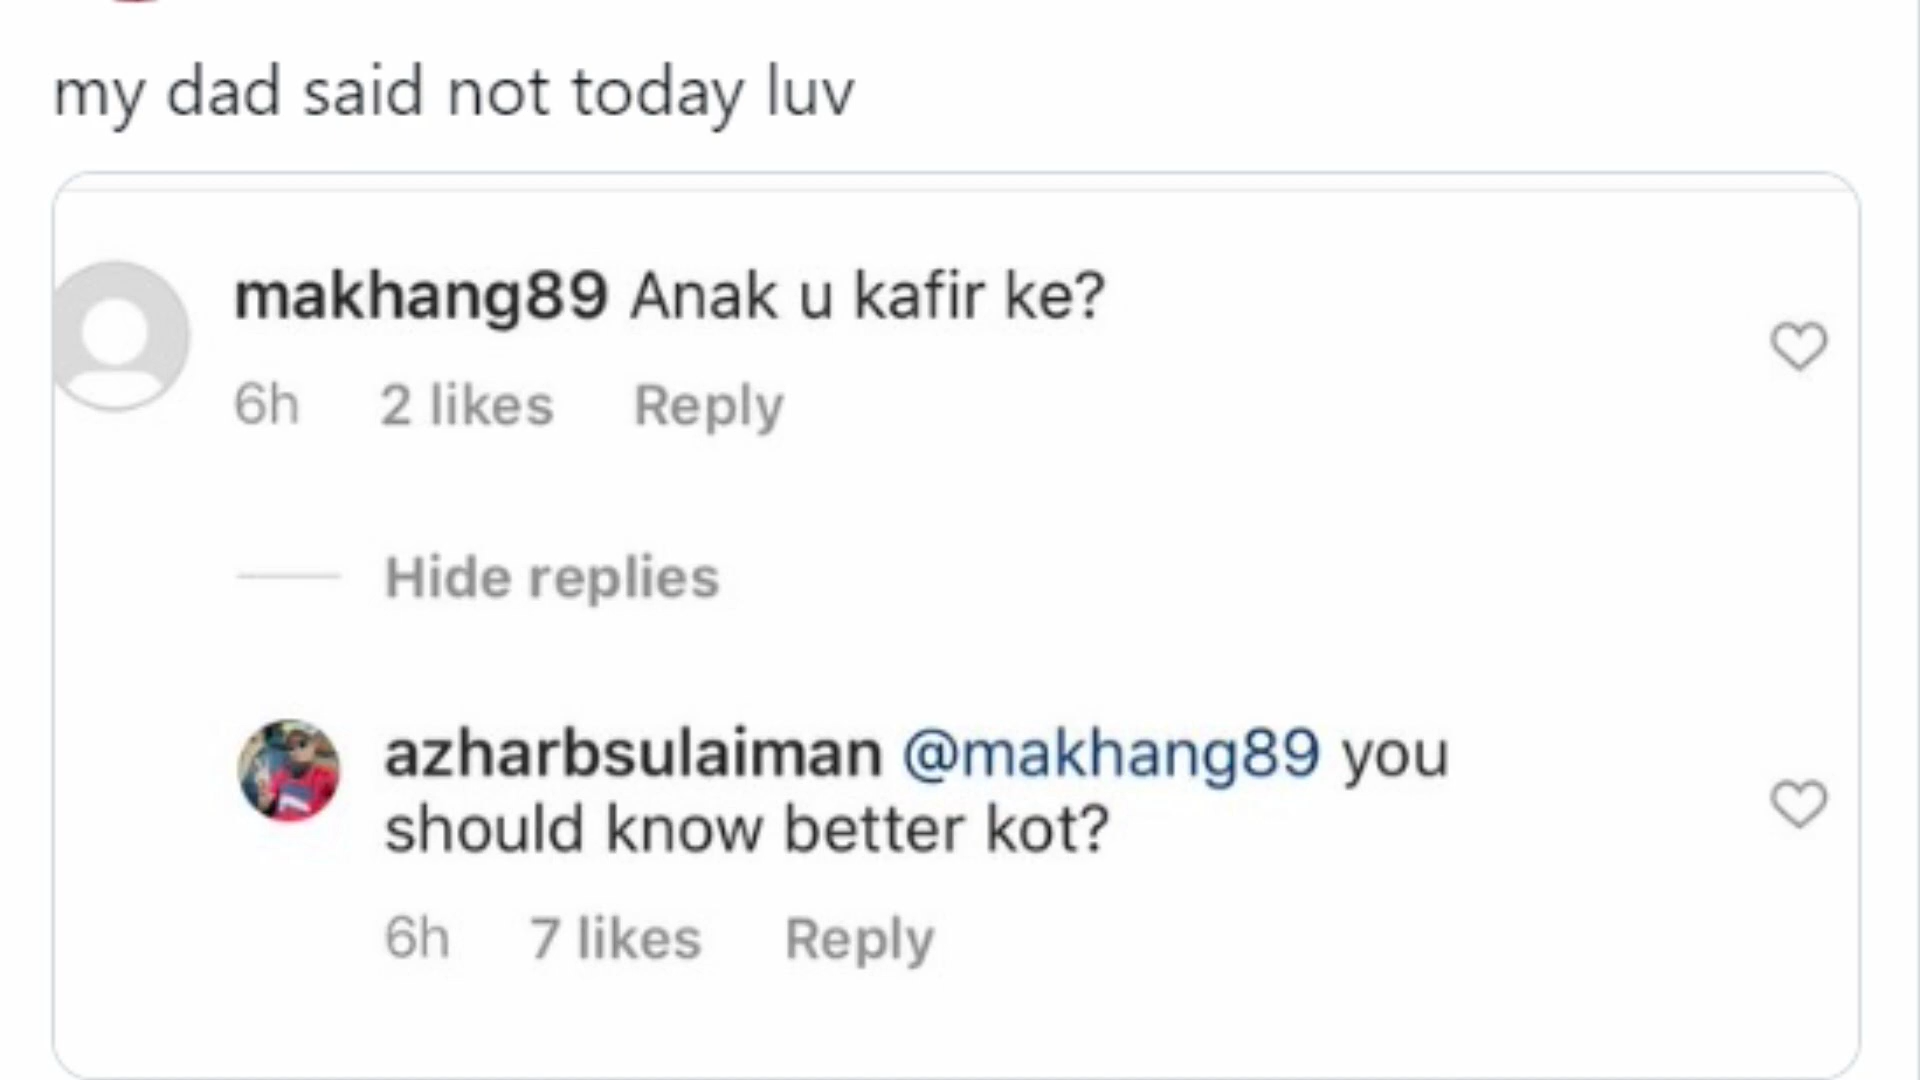 my dad said not today luv
makhang89 Anak u kafir ke?
6h 2 likes Reply
Hide replies
azharbsulaiman @makhang89 you
should know better kot?
6h 7 likes Reply